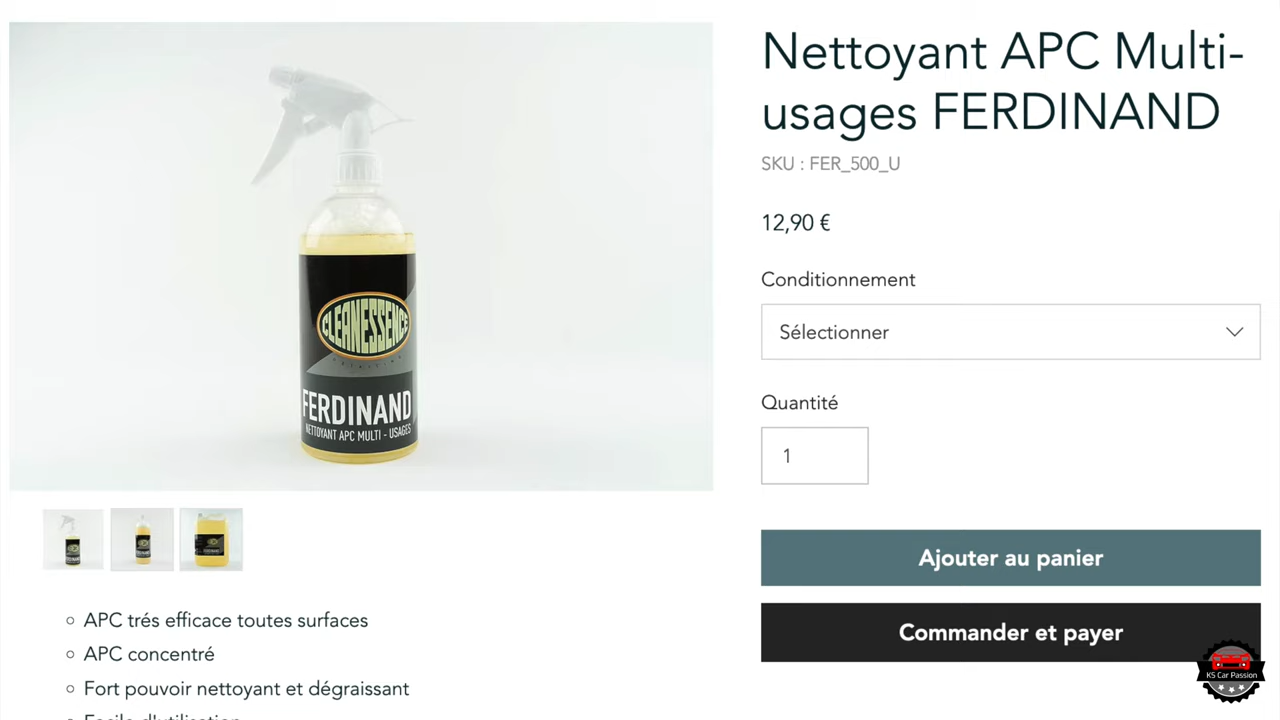 Nettoyant APC Multi-
usages FERDINAND
SKU : FER_500_U
12,90 €
Conditionnement
Sélectionner
Quantité
1
Ajouter au panier
Commander et payer
CLEANESSENCE
FERDINAND
NETTOYANT APC MULTI - USAGES
APC trés efficace toutes surfaces
APC concentré
Fort pouvoir nettoyant et dégraissant
Facile d'utilisation
KS Car Passion